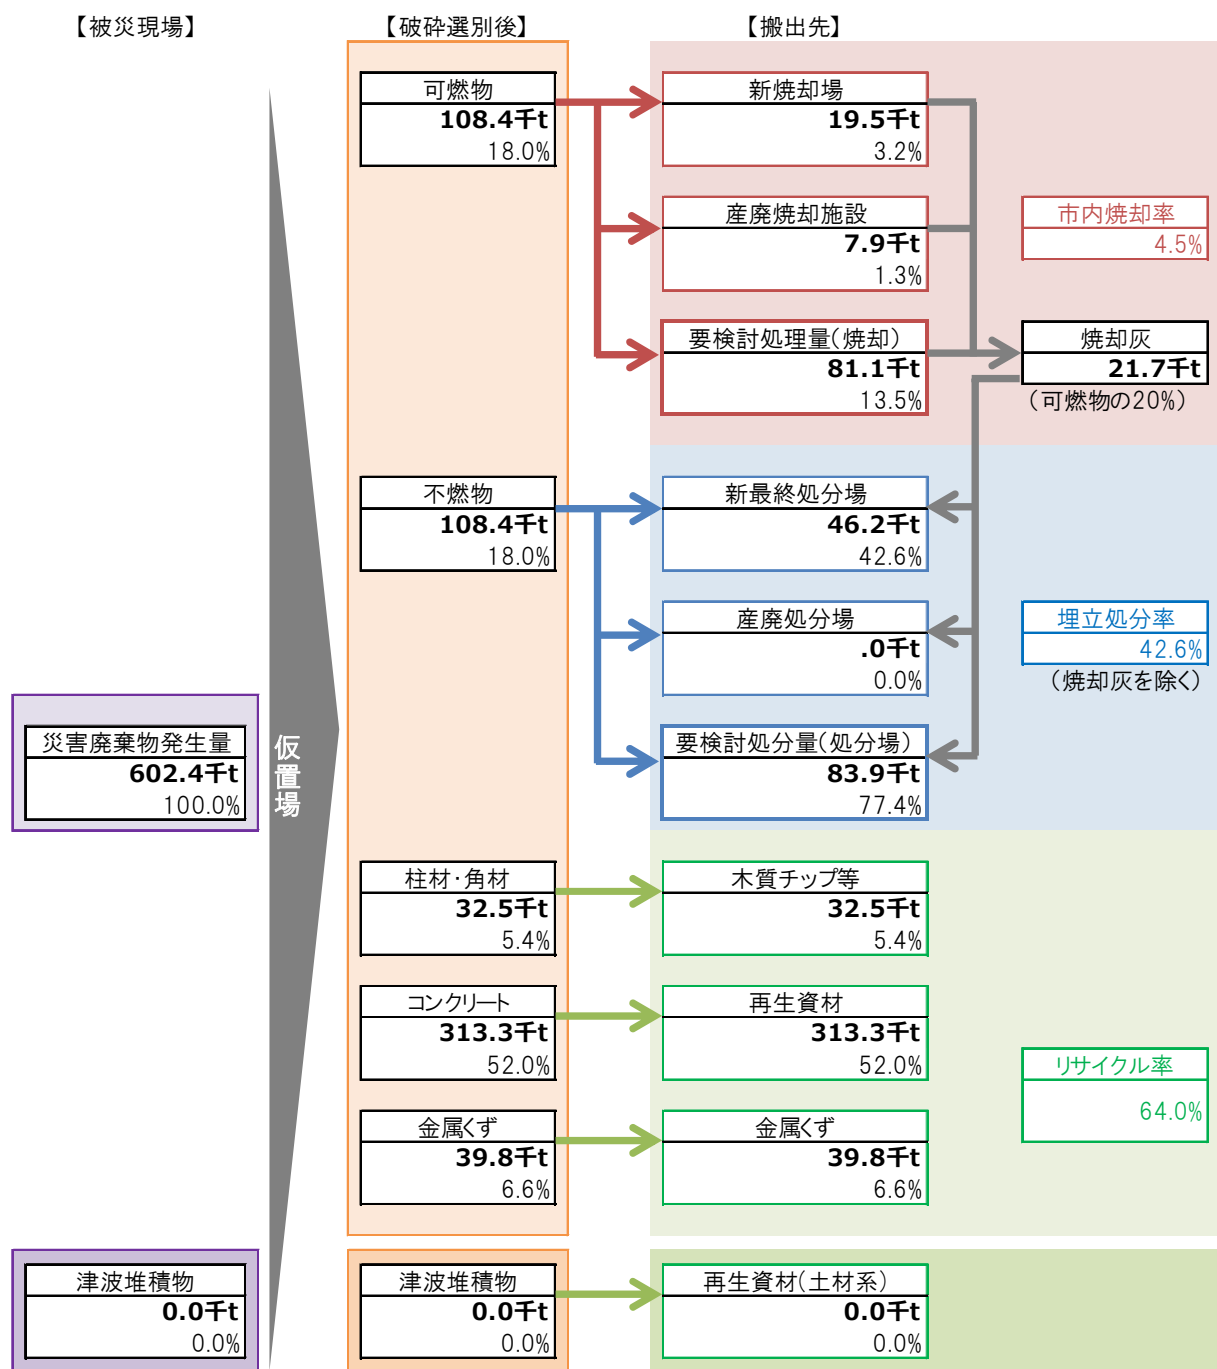 【被災現場】
【破砕選別後】
【搬出先】
可燃物
108.4千t
18.0%
新焼却場
19.5千t
3.2%
産廃焼却施設
7.9千t
1.3%
市内焼却率
4.5%
要検討処理量(焼却)
81.1千t
13.5%
焼却灰
21.7千t
(可燃物の20%)
不燃物
108.4千t
18.0%
新最終処分場
46.2千t
42.6%
産廃処分場
.0千t
0.0%
埋立処分率
42.6%
(焼却灰を除く)
災害廃棄物発生量
602.4千t
100.0%
仮置場
要検討処分量(処分場)
83.9千t
77.4%
柱材・角材
32.5千t
5.4%
木質チップ等
32.5千t
5.4%
コンクリート
313.3千t
52.0%
再生資材
313.3千t
52.0%
リサイクル率
64.0%
金属くず
39.8千t
6.6%
金属くず
39.8千t
6.6%
津波堆積物
0.0千t
0.0%
津波堆積物
0.0千t
0.0%
再生資材(土材系)
0.0千t
0.0%